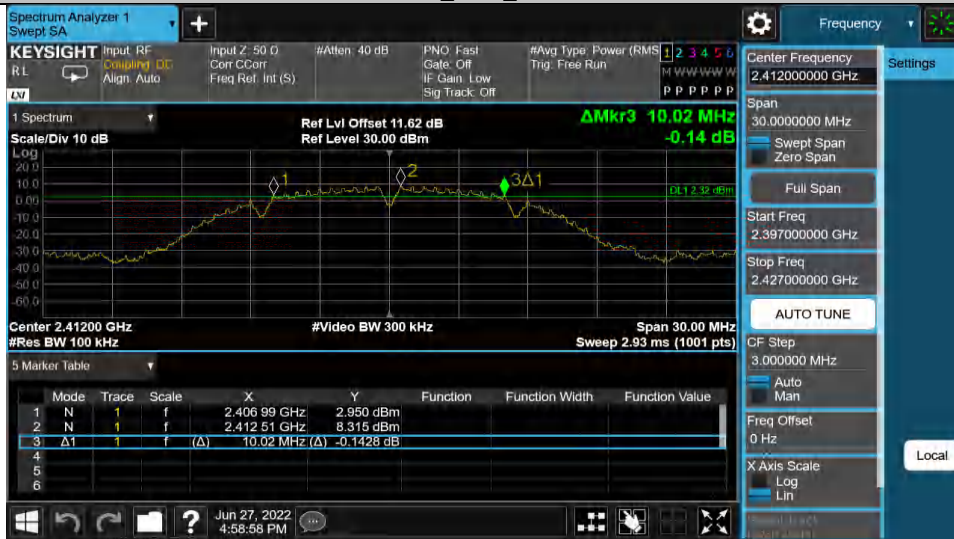 Spectrum Analyzer 1
Swept SA
+
Frequency
KEYSIGHT
RL
LXI
Input: RF
Coupling: DC
Align: Auto
Input Z: 50 Ω
Corr CCorr
Freq Ref: Int (S)
#Atten: 40 dB
PNO: Fast
Gate: Off
IF Gain: Low
Sig Track: Off
#Avg Type: Power (RMS
Trig: Free Run
1 2 3 4 5 6
M W W W W W
P P P P P P
1 Spectrum
Scale/Div 10 dB
Ref Lvl Offset 11.62 dB
Ref Level 30.00 dBm
ΔMkr3 10.02 MHz
-0.14 dB
Log
20.0
10.0
0.00
-10.0
-20.0
-30.0
-40.0
-50.0
-60.0
1
2
3Δ1
DL1 2.32 dBm
Center 2.41200 GHz
#Video BW 300 kHz
Span 30.00 MHz
#Res BW 100 kHz
Sweep 2.93 ms (1001 pts)
5 Marker Table
Mode Trace Scale X Y Function Function Width Function Value
1 N 1 f 2.406 99 GHz 2.950 dBm
2 N 1 f 2.412 51 GHz 8.315 dBm
3 Δ1 1 f (Δ) 10.02 MHz (Δ) -0.1428 dB
4
5
6
?
Jun 27, 2022
4:58:58 PM
Center Frequency
2.412000000 GHz
Span
30.0000000 MHz
Swept Span
Zero Span
Full Span
Start Freq
2.397000000 GHz
Stop Freq
2.427000000 GHz
AUTO TUNE
CF Step
3.000000 MHz
Auto
Man
Freq Offset
0 Hz
X Axis Scale
Log
Lin
Settings
Local